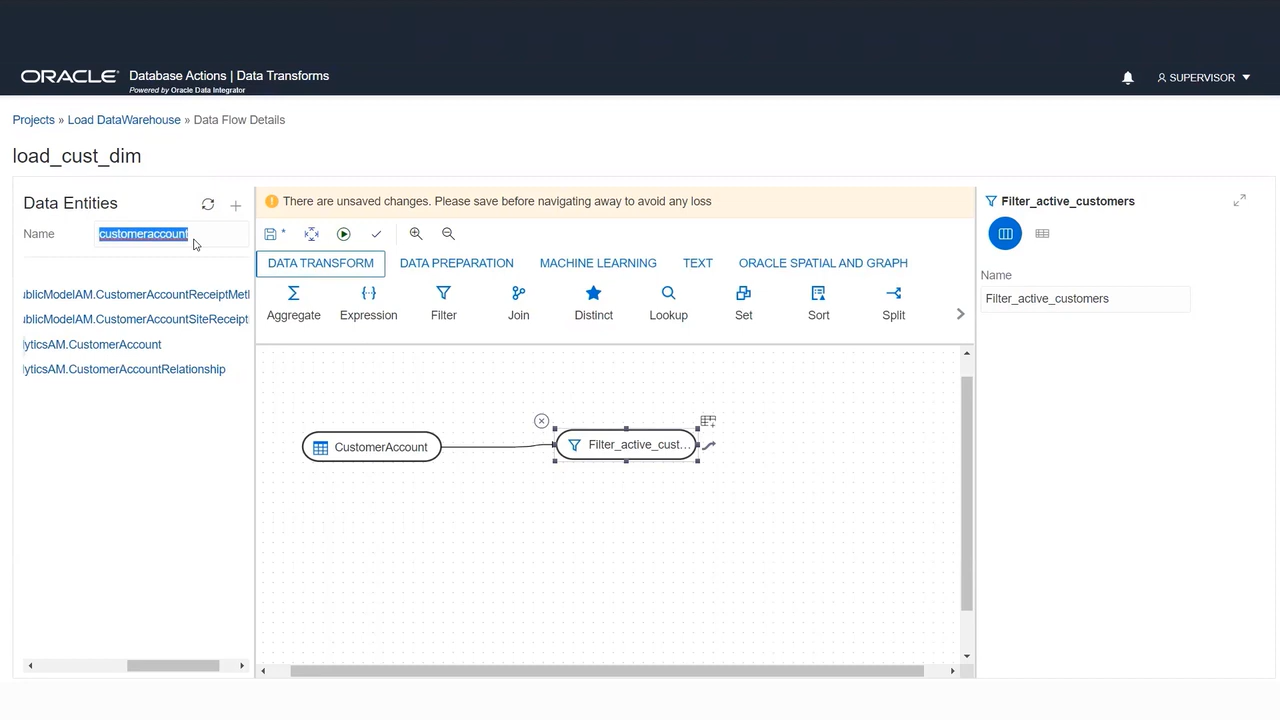 ORACLE Database Actions | Data Transforms
Powered by Oracle Data Integrator
SUPERVISOR
Projects » Load DataWarehouse » Data Flow Details
load_cust_dim
Data Entities
Name customeraccount
ublicModelAM.CustomerAccountReceiptMetl
ublicModelAM.CustomerAccountSiteReceipt
lyticsAM.CustomerAccount
lyticsAM.CustomerAccountRelationship
There are unsaved changes. Please save before navigating away to avoid any loss
DATA TRANSFORM DATA PREPARATION MACHINE LEARNING TEXT ORACLE SPATIAL AND GRAPH
Aggregate Expression Filter Join Distinct Lookup Set Sort Split
CustomerAccount Filter_active_cust...
Filter_active_customers
Name
Filter_active_customers